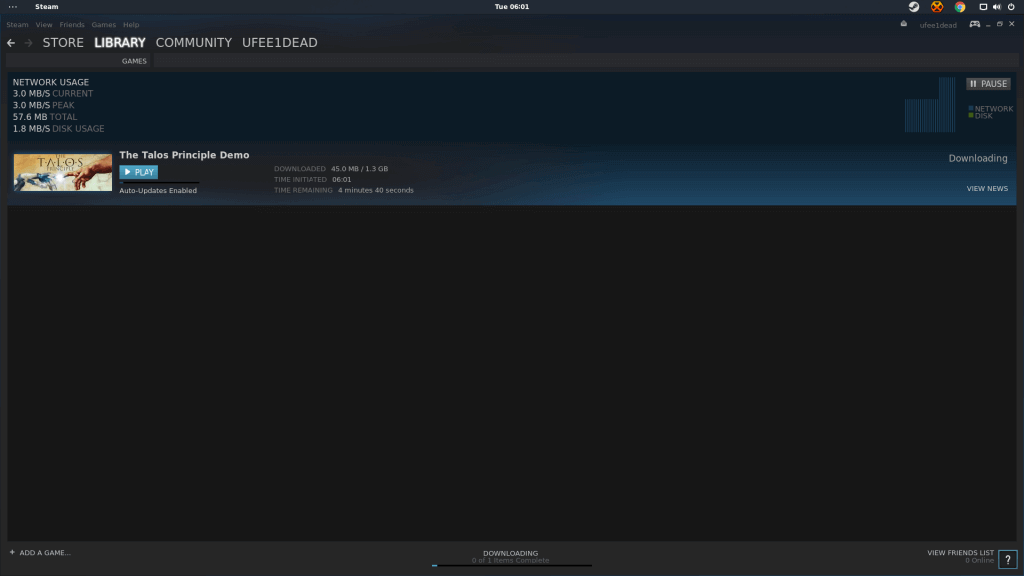 Steam
Tue 06:01
Steam View Friends Games Help
ufee1dead
STORE LIBRARY COMMUNITY UFEE1DEAD
GAMES
NETWORK USAGE
3.0 MB/S CURRENT
3.0 MB/S PEAK
57.6 MB TOTAL
1.8 MB/S DISK USAGE
PAUSE
NETWORK
DISK
THE TALOS PRINCIPLE
The Talos Principle Demo
PLAY
Auto-Updates Enabled
DOWNLOADED 45.0 MB / 1.3 GB
TIME INITIATED 06:01
TIME REMAINING 4 minutes 40 seconds
Downloading
VIEW NEWS
+ ADD A GAME...
DOWNLOADING
0 of 1 Items Complete
VIEW FRIENDS LIST
0 Online
?